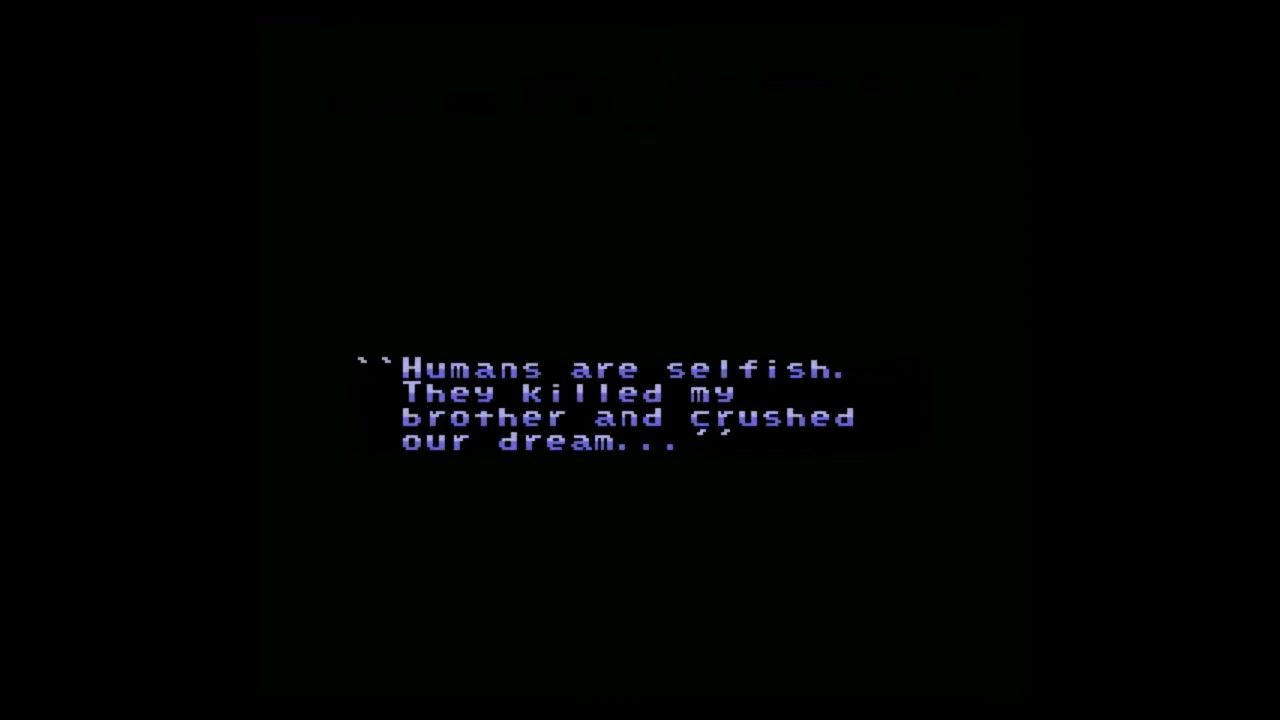 ``Humans are selfish.
They killed my
brother and crushed
our dream...´´